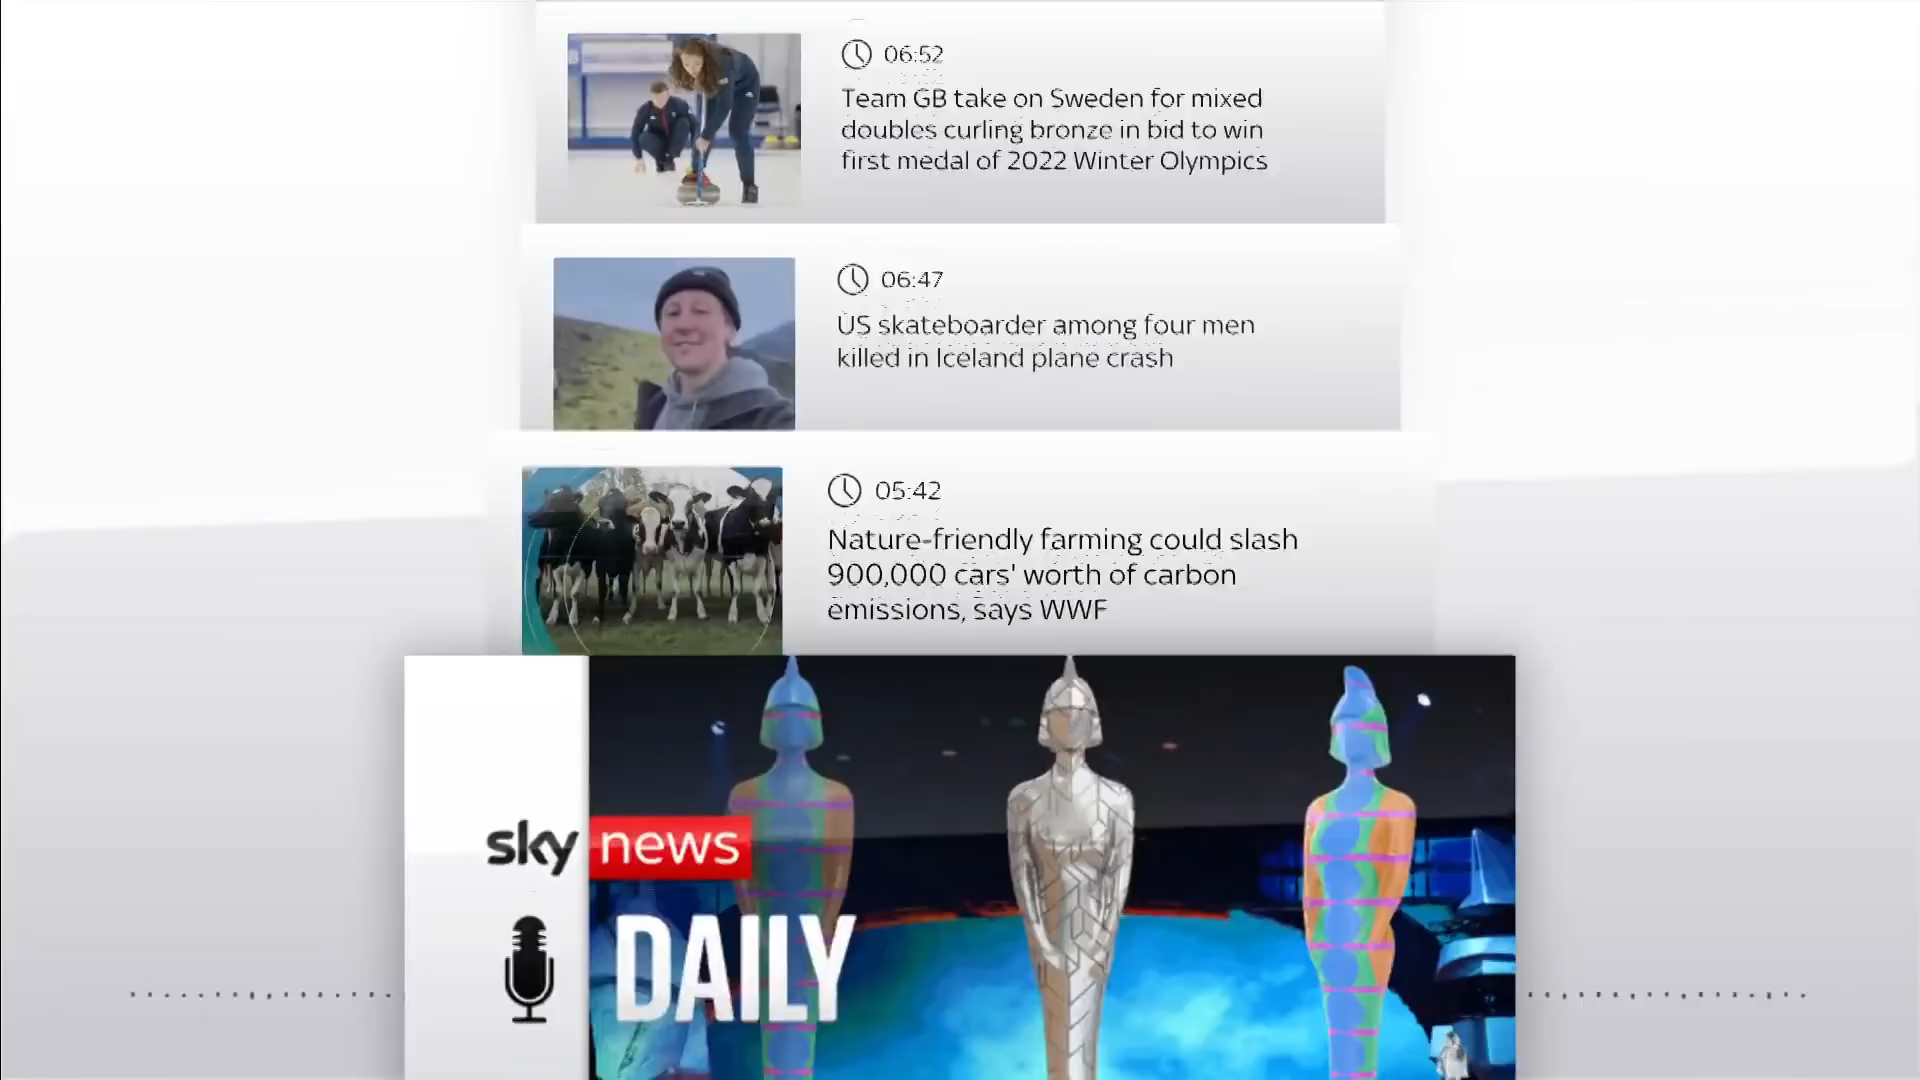 06:52
Team GB take on Sweden for mixed
doubles curling bronze in bid to win
first medal of 2022 Winter Olympics
06:47
US skateboarder among four men
killed in Iceland plane crash
05:42
Nature-friendly farming could slash
900,000 cars' worth of carbon
emissions, says WWF
sky news
DAILY